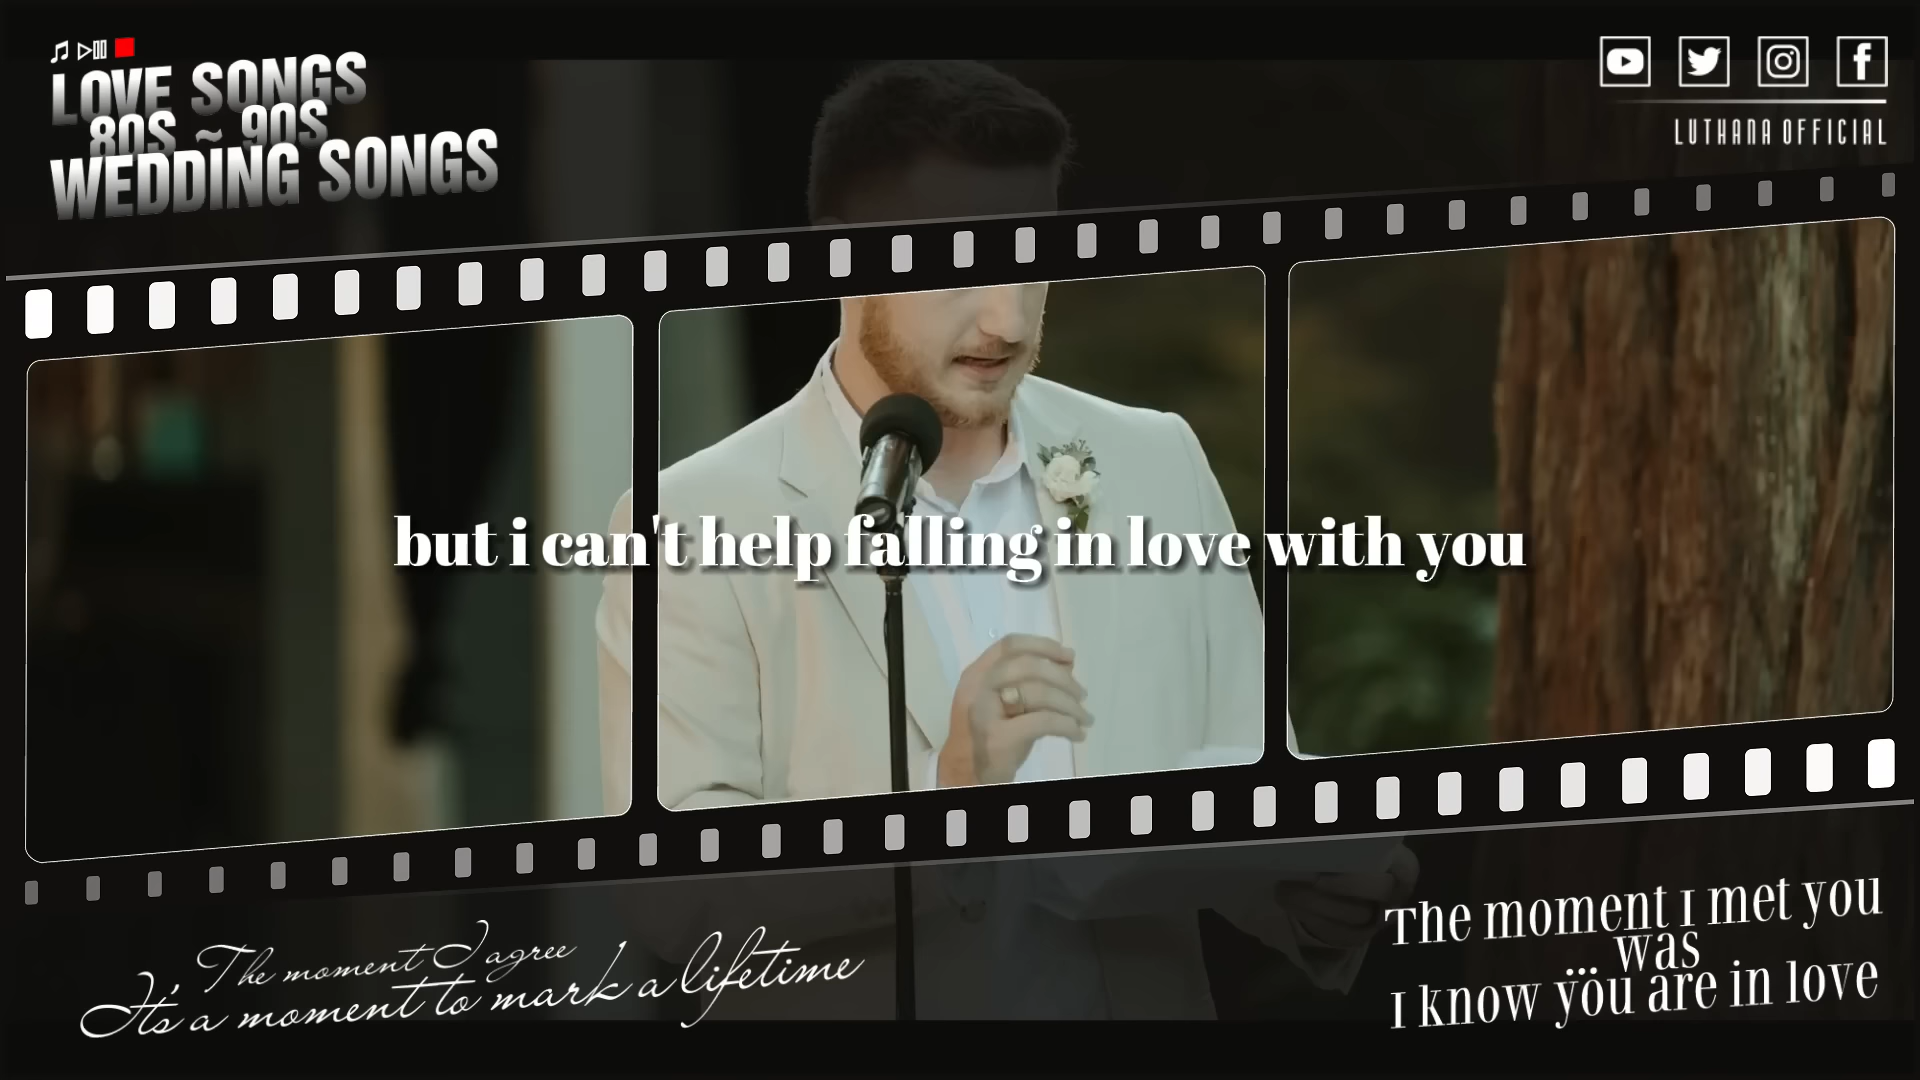 LOVE SONGS
80S ~ 90S
WEDDING SONGS
LUTHANA OFFICIAL
but i can't help falling in love with you
The moment I agree
It's a moment to mark a lifetime
The moment I met you
was
I know you are in love